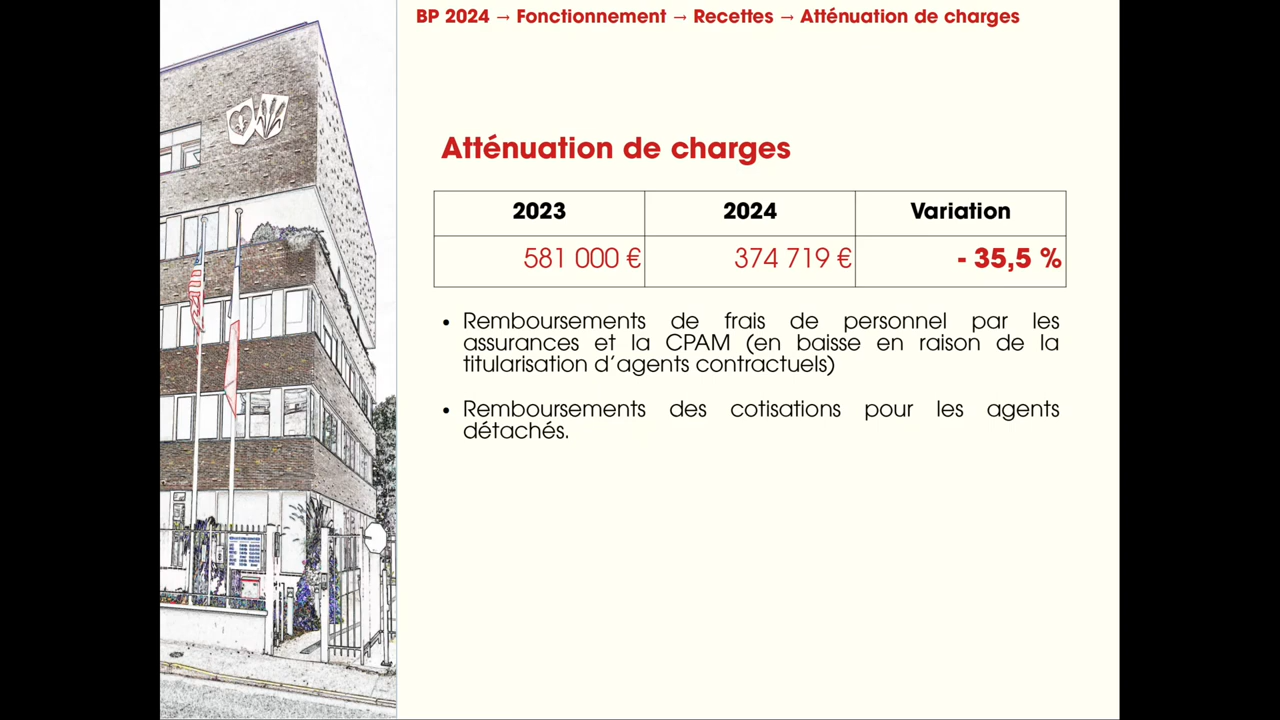 BP 2024 → Fonctionnement → Recettes → Atténuation de charges
Atténuation de charges
2023 2024 Variation
581 000 € 374 719 € - 35,5 %
• Remboursements de frais de personnel par les
assurances et la CPAM (en baisse en raison de la
titularisation d'agents contractuels)
• Remboursements des cotisations pour les agents
détachés.